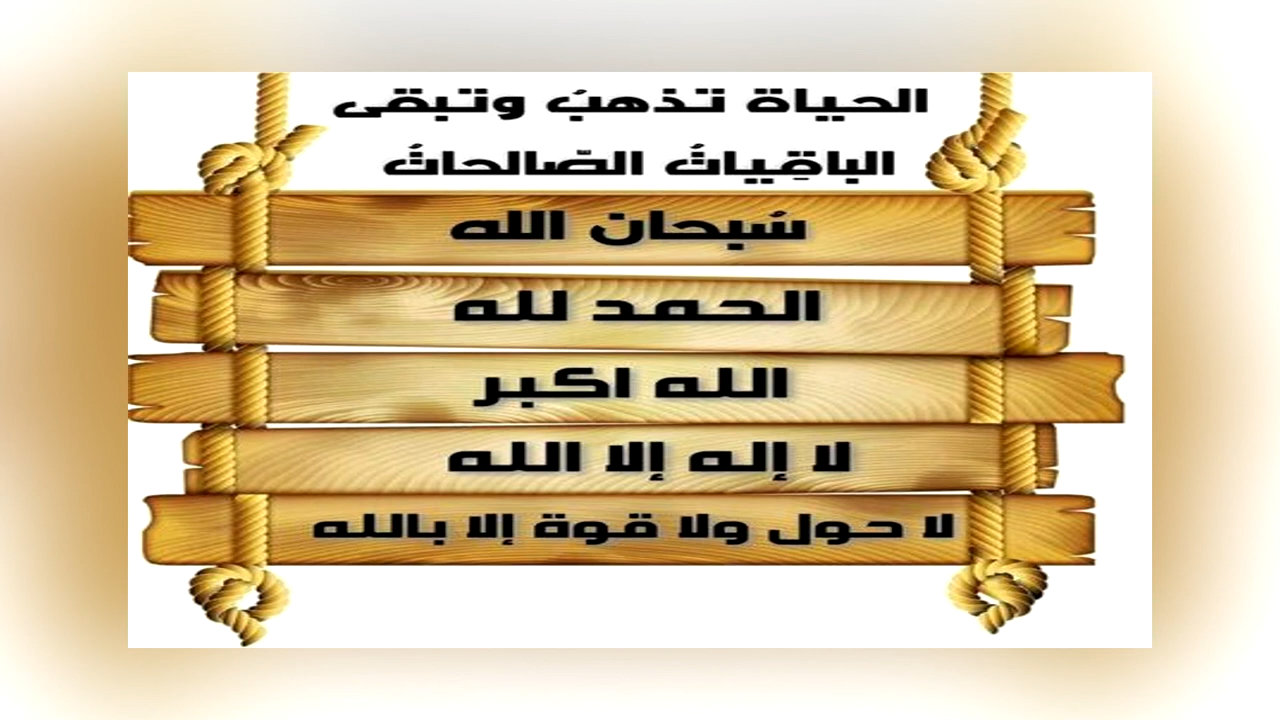 الحياة تذهبُ وتبقى
الباقِياتُ الصّالحاتُ
سُبحان الله
الحمد لله
الله اكبر
لا إله إلا الله
لا حول ولا قوة إلا بالله